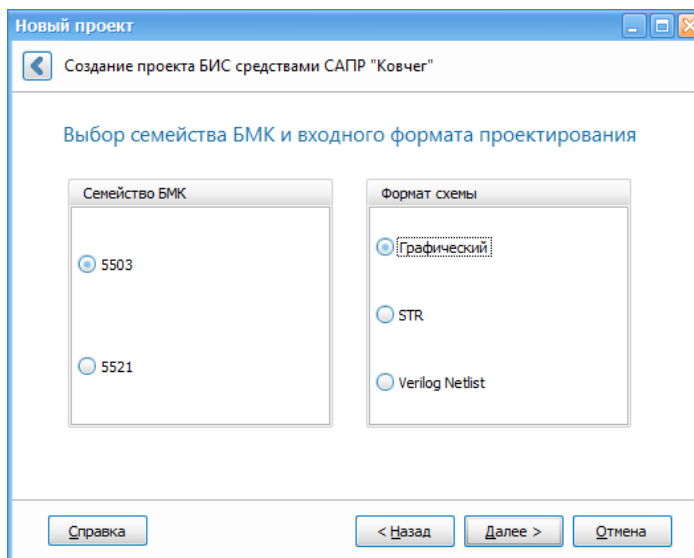 Новый проект
Создание проекта БИС средствами САПР "Ковчег"
Выбор семейства БМК и входного формата проектирования
Семейство БМК
5503
5521
Формат схемы
Графический
STR
Verilog Netlist
Справка
< Назад
Далее >
Отмена